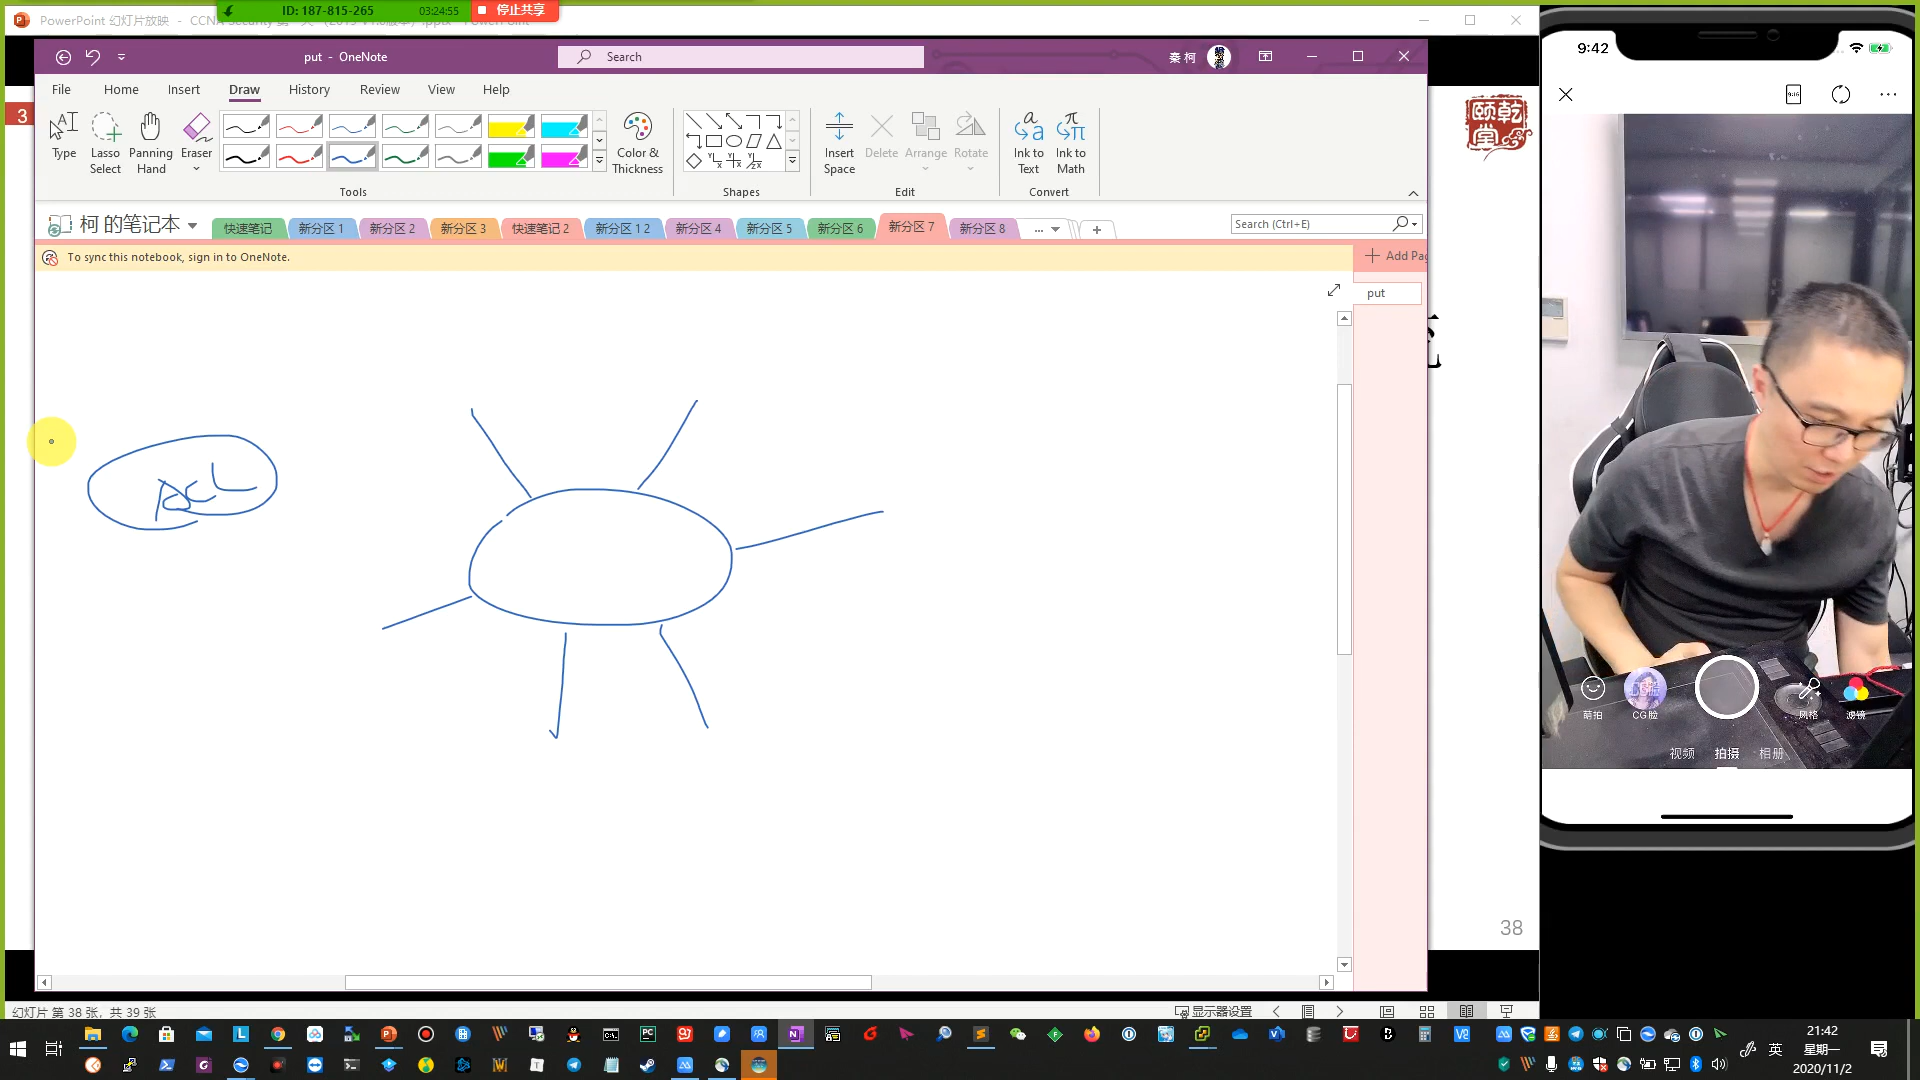 PowerPoint 幻灯片放映 - CCNA Security
ID: 187-815-265
03:24:55
停止共享
put - OneNote
Search
秦 柯
File Home Insert Draw History Review View Help
Type
Lasso Select
Panning Hand
Eraser
Color & Thickness
Insert Space
Delete
Arrange
Rotate
Ink to Text
Ink to Math
Tools
Shapes
Edit
Convert
柯 的笔记本
快速笔记
新分区 1
新分区 2
新分区 3
快速笔记 2
新分区 1 2
新分区 4
新分区 5
新分区 6
新分区 7
新分区 8
...
Search (Ctrl+E)
To sync this notebook, sign in to OneNote.
Add Pag
put
ACL
3
颐乾堂
38
幻灯片 第 38 张，共 39 张
显示器设置
9:42
萌拍
CG脸
风格
滤镜
视频 拍摄 相册
英
21:42
星期一
2020/11/2